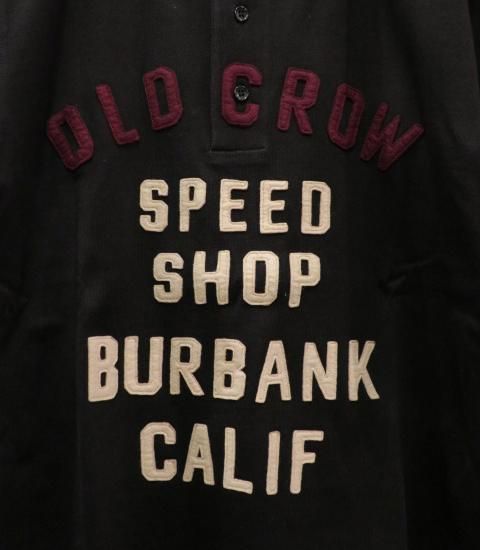 OLD CROW
SPEED
SHOP
BURBANK
CALIF